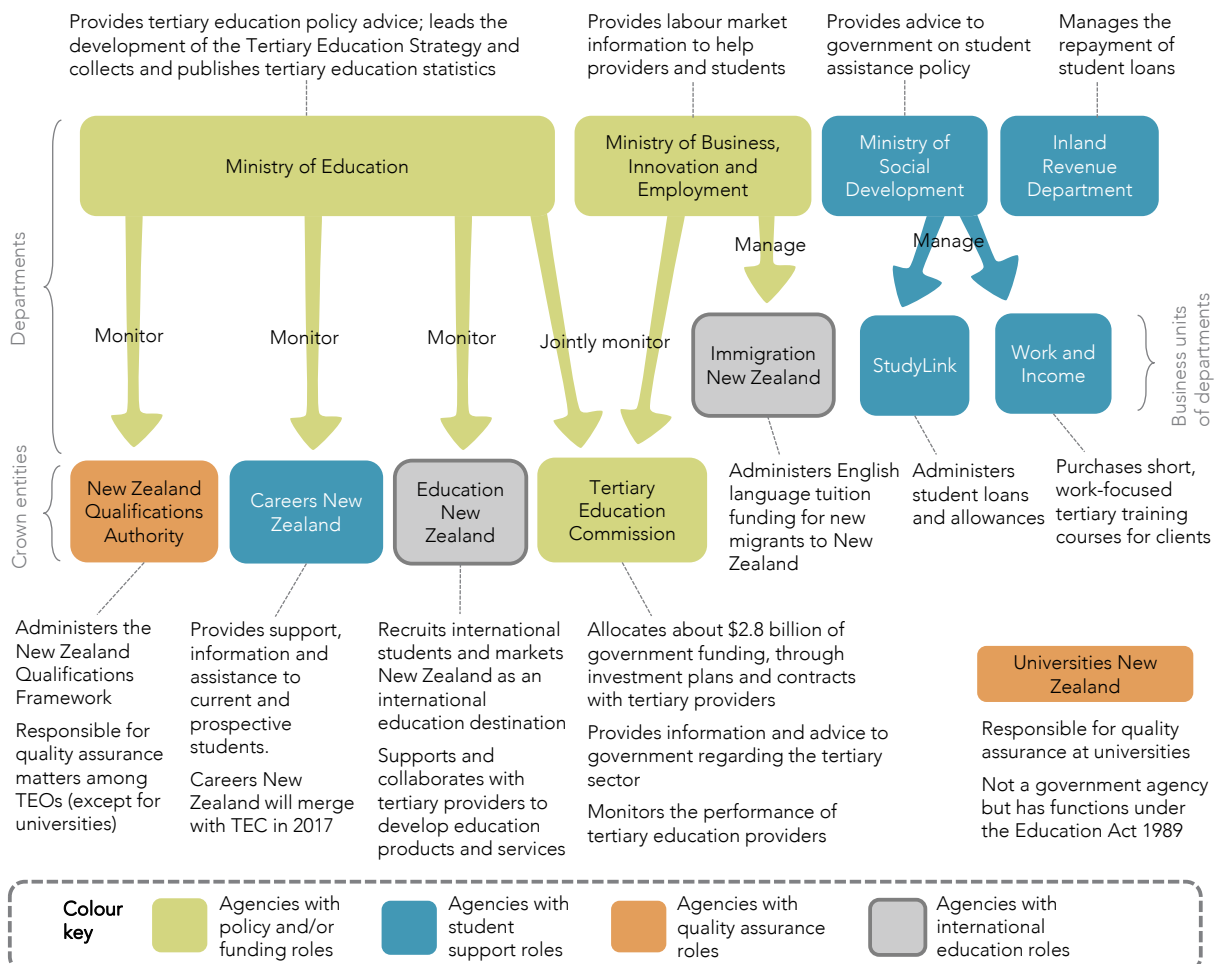 Provides tertiary education policy advice; leads the
development of the Tertiary Education Strategy and
collects and publishes tertiary education statistics
Provides labour market
information to help
providers and students
Provides advice to
government on student
assistance policy
Manages the
repayment of
student loans
Departments
Ministry of Education
Ministry of Business,
Innovation and
Employment
Ministry of
Social
Development
Inland
Revenue
Department
Manage
Manage
Monitor
Monitor
Monitor
Jointly monitor
Immigration
New Zealand
StudyLink
Work and
Income
Business units
of departments
Crown entities
New Zealand
Qualifications
Authority
Careers New
Zealand
Education
New
Zealand
Tertiary
Education
Commission
Administers English
language tuition
funding for new
migrants to New
Zealand
Administers
student loans
and allowances
Purchases short,
work-focused
tertiary training
courses for clients
Administers the
New Zealand
Qualifications
Framework
Responsible for
quality assurance
matters among
TEOs (except for
universities)
Provides support,
information and
assistance to
current and
prospective
students.
Careers New
Zealand will merge
with TEC in 2017
Recruits international
students and markets
New Zealand as an
international
education destination
Supports and
collaborates with
tertiary providers to
develop education
products and services
Allocates about $2.8 billion of
government funding, through
investment plans and contracts
with tertiary providers
Provides information and advice to
government regarding the tertiary
sector
Monitors the performance of
tertiary education providers
Universities New
Zealand
Responsible for quality
assurance at universities
Not a government agency
but has functions under
the Education Act 1989
Colour
key
Agencies with
policy and/or
funding roles
Agencies with
student
support roles
Agencies with
quality assurance
roles
Agencies with
international
education roles